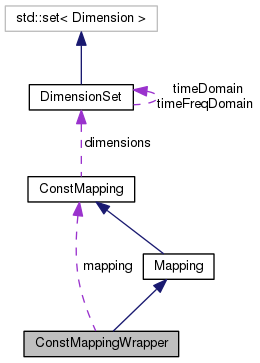 std::set< Dimension >
timeDomain
timeFreqDomain
DimensionSet
dimensions
ConstMapping
mapping
Mapping
ConstMappingWrapper